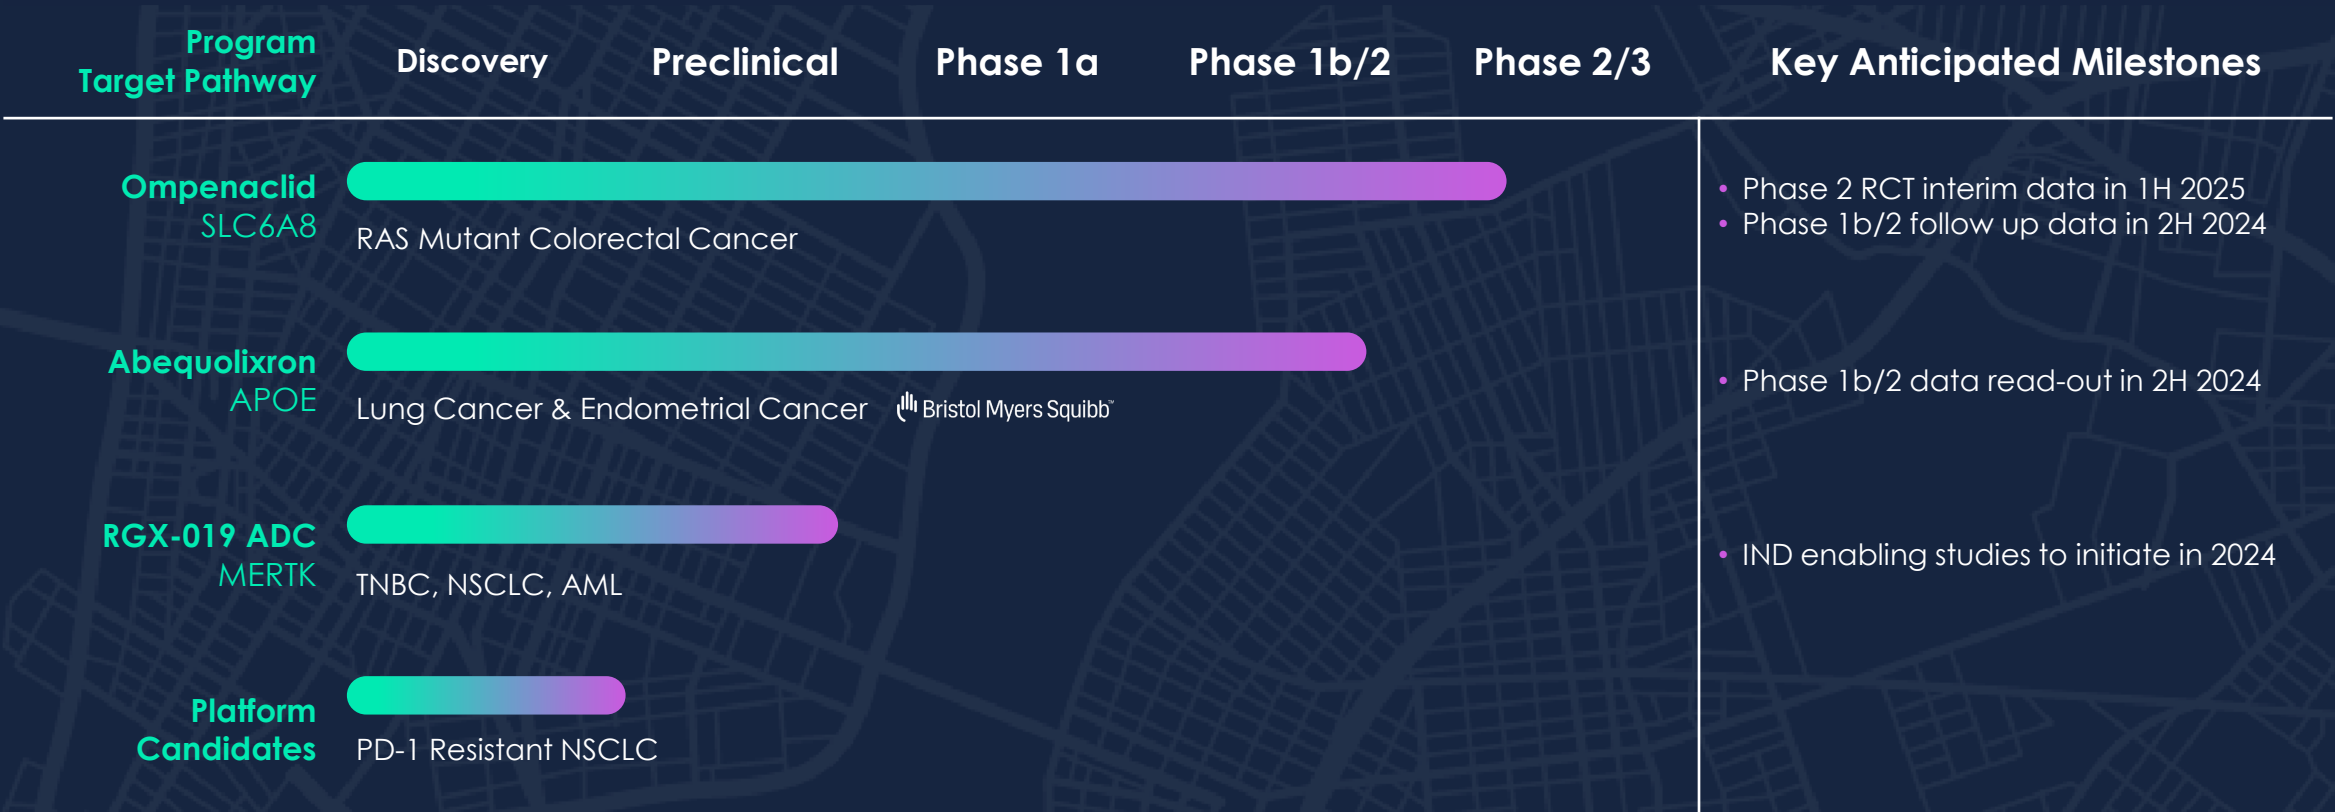 Program
Target Pathway
Discovery
Preclinical
Phase 1a
Phase 1b/2
Phase 2/3
Key Anticipated Milestones
Ompenaclid
SLC6A8
RAS Mutant Colorectal Cancer
• Phase 2 RCT interim data in 1H 2025
• Phase 1b/2 follow up data in 2H 2024
Abequolixron
APOE
Lung Cancer & Endometrial Cancer
Bristol Myers Squibb™
• Phase 1b/2 data read-out in 2H 2024
RGX-019 ADC
MERTK
TNBC, NSCLC, AML
• IND enabling studies to initiate in 2024
Platform
Candidates
PD-1 Resistant NSCLC